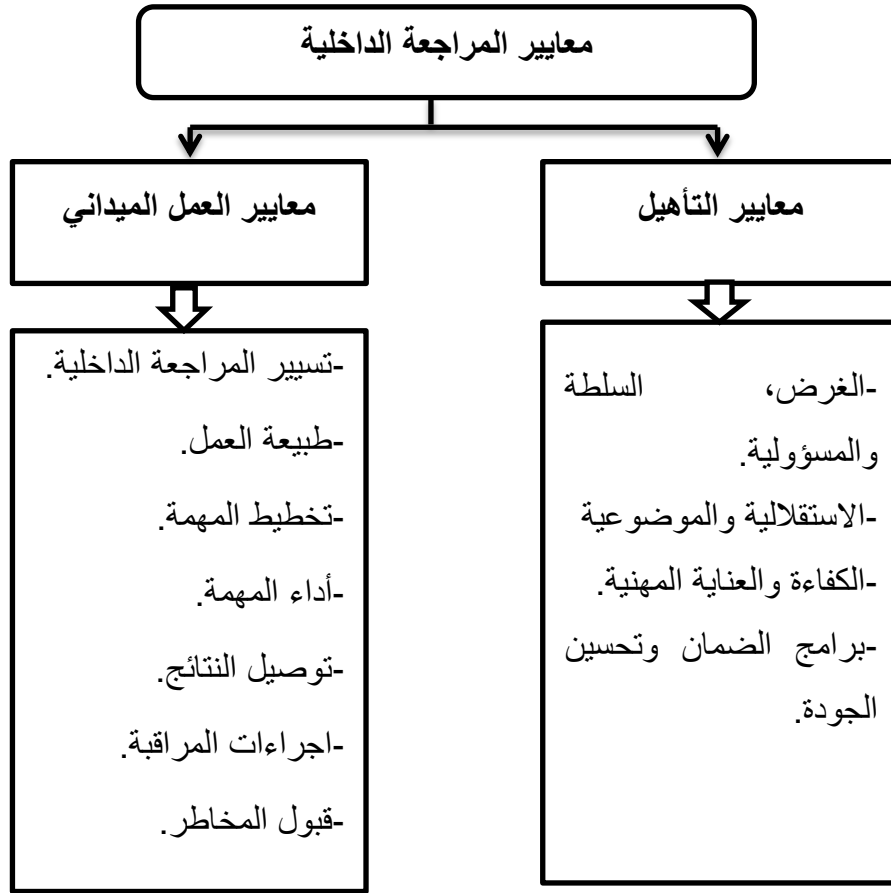 معايير المراجعة الداخلية
معايير التأهيل
معايير العمل الميداني
-الغرض، السلطة
والمسؤولية.
-الاستقلالية والموضوعية
-الكفاءة والعناية المهنية.
-برامج الضمان وتحسين
الجودة.
-تسيير المراجعة الداخلية.
-طبيعة العمل.
-تخطيط المهمة.
-أداء المهمة.
-توصيل النتائج.
-اجراءات المراقبة.
-قبول المخاطر.